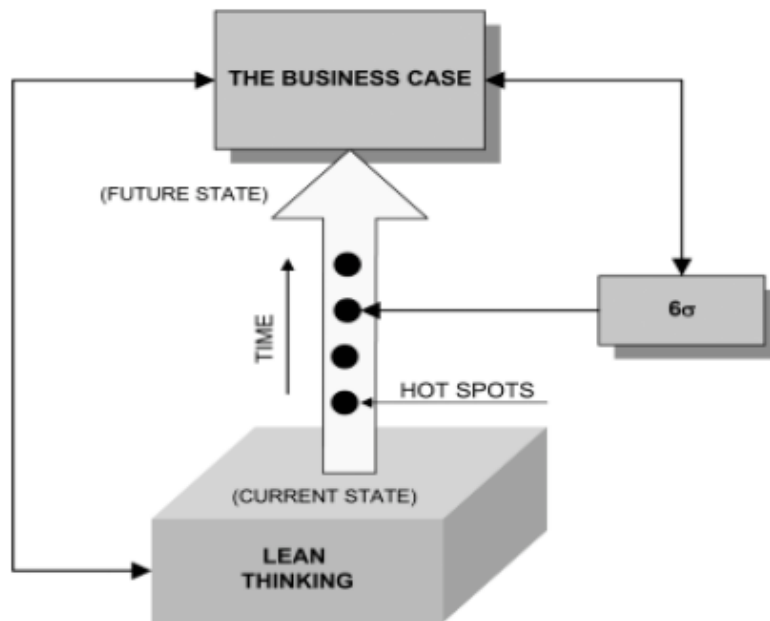 THE BUSINESS CASE
(FUTURE STATE)
TIME
6σ
HOT SPOTS
(CURRENT STATE)
LEAN
THINKING